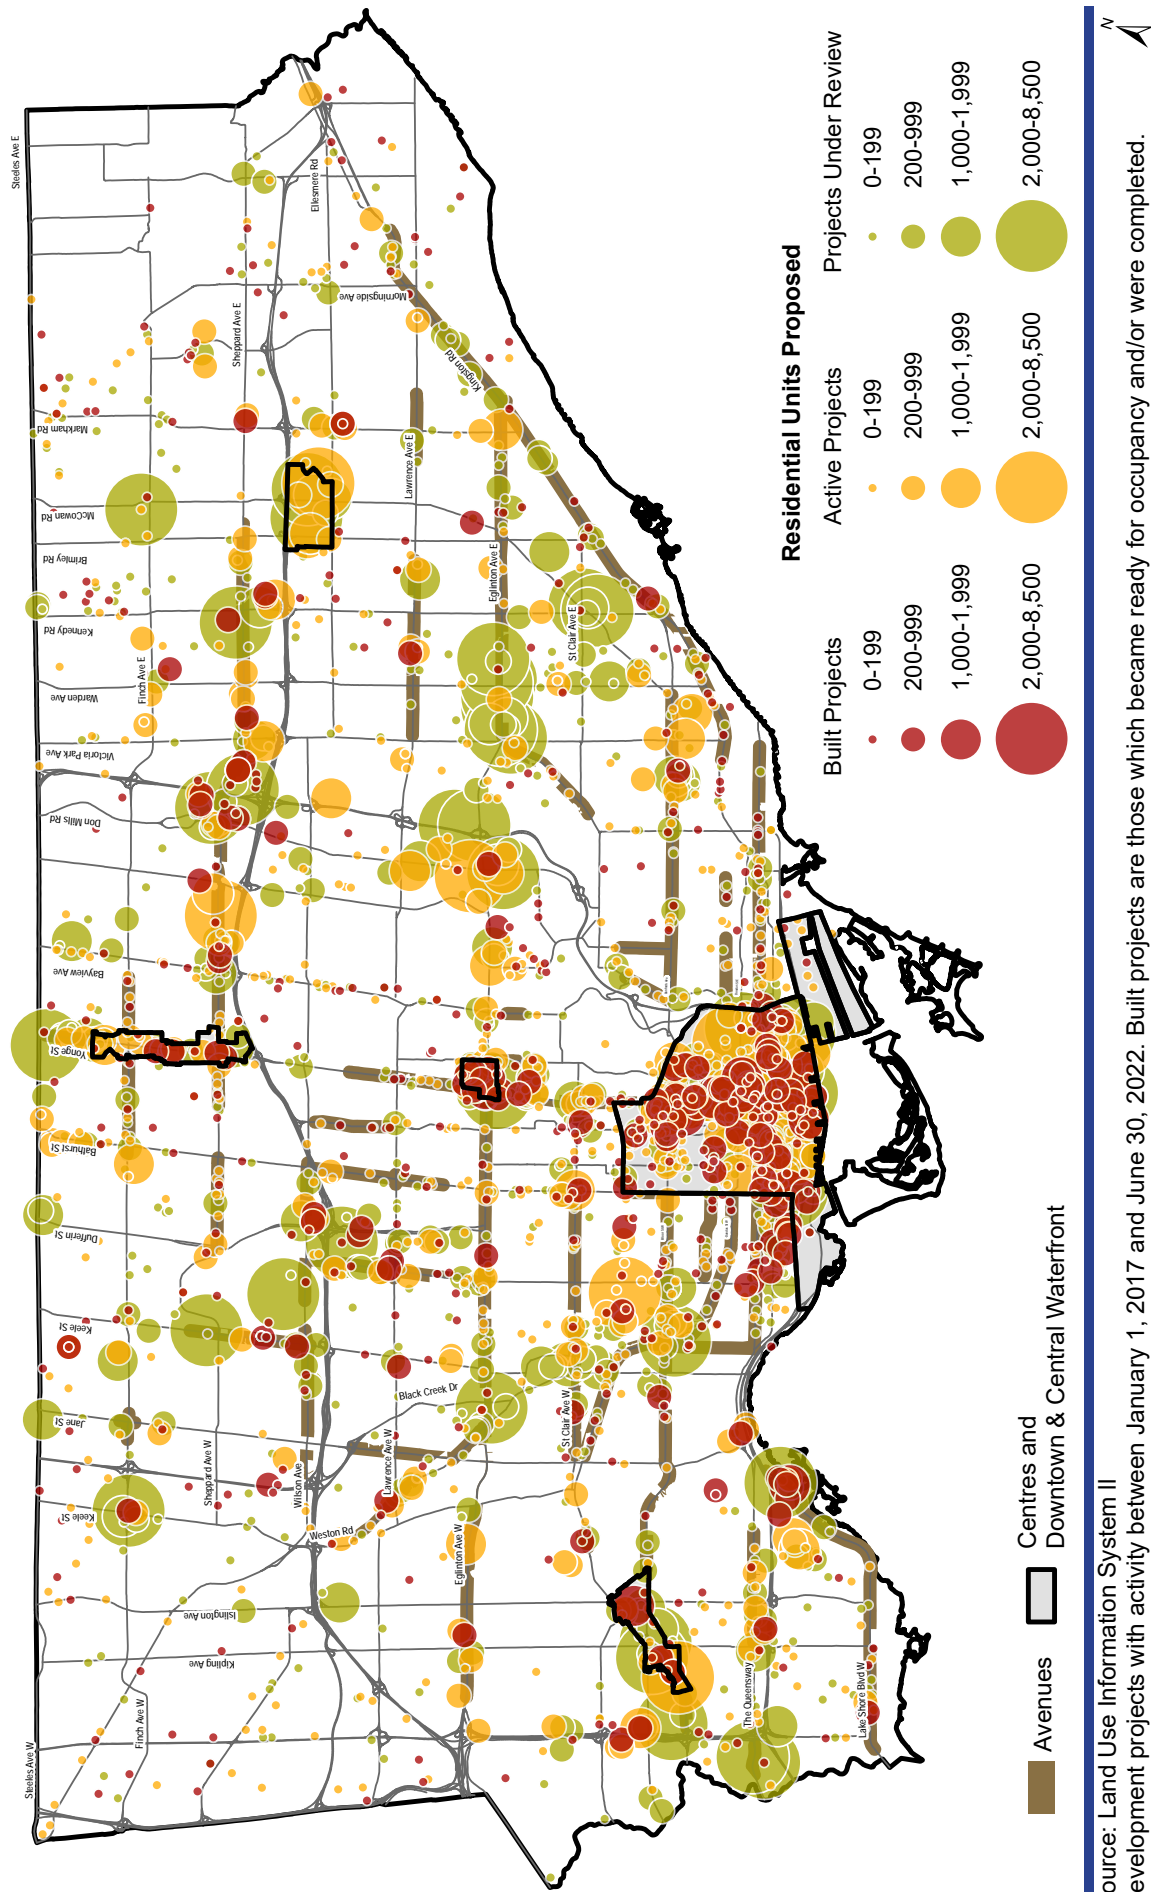 Steeles Ave W
Steeles Ave E
Finch Ave W
Finch Ave E
Sheppard Ave W
Sheppard Ave E
Wilson Ave
Ellesmere Rd
Lawrence Ave W
Lawrence Ave E
Eglinton Ave W
Eglinton Ave E
St Clair Ave W
St Clair Ave E
The Queensway
Lake Shore Blvd W
Kingston Rd
Weston Rd
Black Creek Dr
Kipling Ave
Islington Ave
Keele St
Jane St
Keele St
Dufferin St
Bathurst St
Yonge St
Bayview Ave
Don Mills Rd
Victoria Park Ave
Warden Ave
Kennedy Rd
Brimley Rd
McCowan Rd
Markham Rd
Morningside Ave
Residential Units Proposed
Built Projects
0-199
200-999
1,000-1,999
2,000-8,500
Active Projects
0-199
200-999
1,000-1,999
2,000-8,500
Projects Under Review
0-199
200-999
1,000-1,999
2,000-8,500
Avenues
Centres and
Downtown & Central Waterfront
N
ource: Land Use Information System II
evelopment projects with activity between January 1, 2017 and June 30, 2022. Built projects are those which became ready for occupancy and/or were completed.